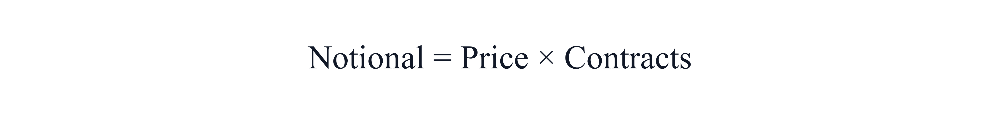 Notional = Price × Contracts